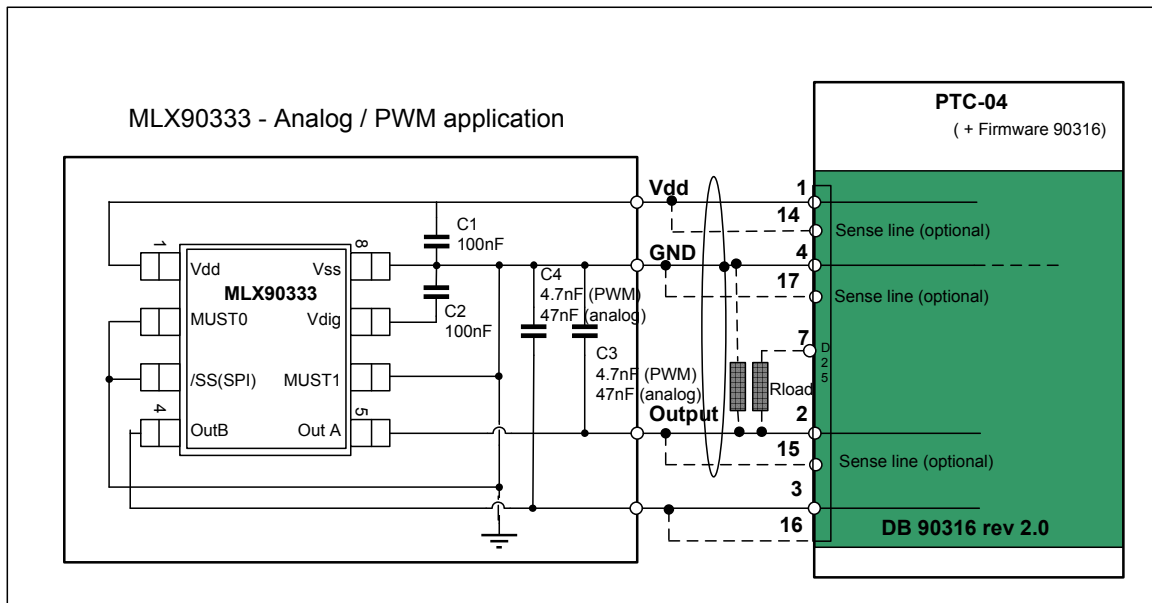 MLX90333 - Analog / PWM application
PTC-04
( + Firmware 90316)
Vdd
1
14
Sense line (optional)
C1
100nF
GND
4
17
Sense line (optional)
1
8
Vdd
Vss
MLX90333
MUST0
Vdig
C2
100nF
C4
4.7nF (PWM)
47nF (analog)
/SS(SPI)
MUST1
C3
4.7nF (PWM)
47nF (analog)
7
D25
Rload
4
5
OutB
Out A
Output
2
15
Sense line (optional)
3
16
DB 90316 rev 2.0